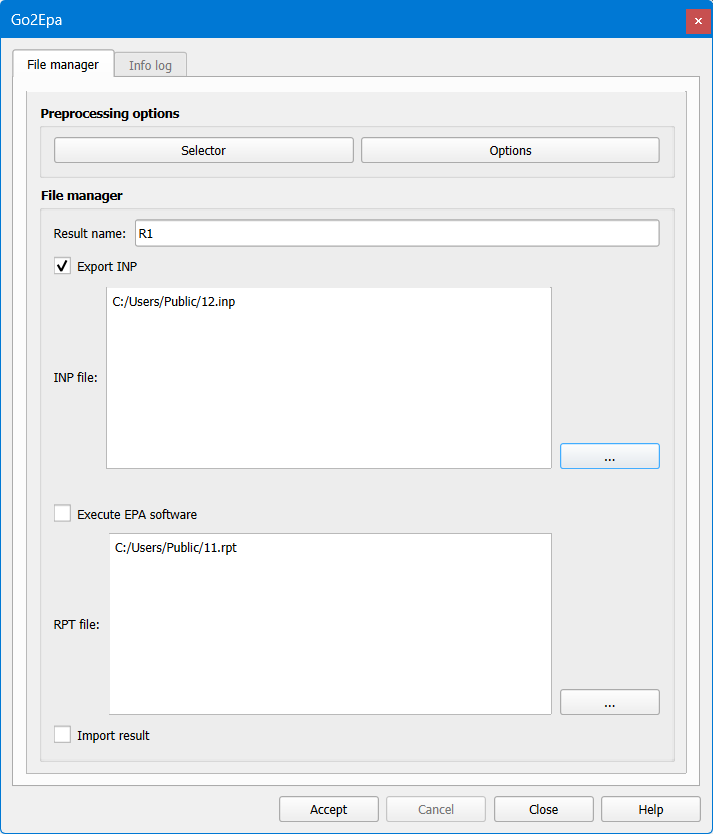 Go2Epa
File manager
Info log
Preprocessing options
Selector
Options
File manager
Result name: R1
Export INP
C:/Users/Public/12.inp
INP file:
...
Execute EPA software
C:/Users/Public/11.rpt
RPT file:
...
Import result
Accept
Cancel
Close
Help